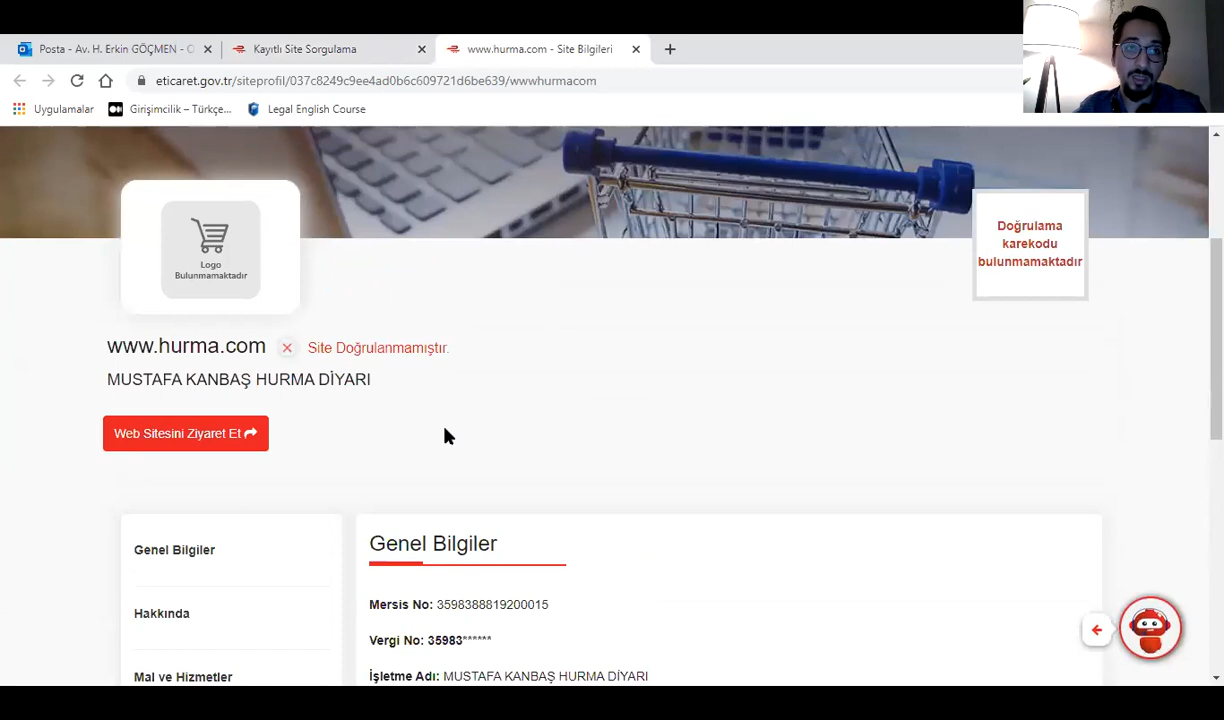 Posta - Av. H. Erkin GÖÇMEN - O
Kayıtlı Site Sorgulama
www.hurma.com - Site Bilgileri
eticaret.gov.tr/siteprofil/037c8249c9ee4ad0b6c609721d6be639/wwwhurmacom
Uygulamalar
Girişimcilik – Türkçe...
Legal English Course
Logo
Bulunmamaktadır
Doğrulama
karekodu
bulunmamaktadır
www.hurma.com
Site Doğrulanmamıştır.
MUSTAFA KANBAŞ HURMA DİYARI
Web Sitesini Ziyaret Et
Genel Bilgiler
Hakkında
Mal ve Hizmetler
Genel Bilgiler
Mersis No: 3598388819200015
Vergi No: 35983******
İşletme Adı: MUSTAFA KANBAŞ HURMA DİYARI